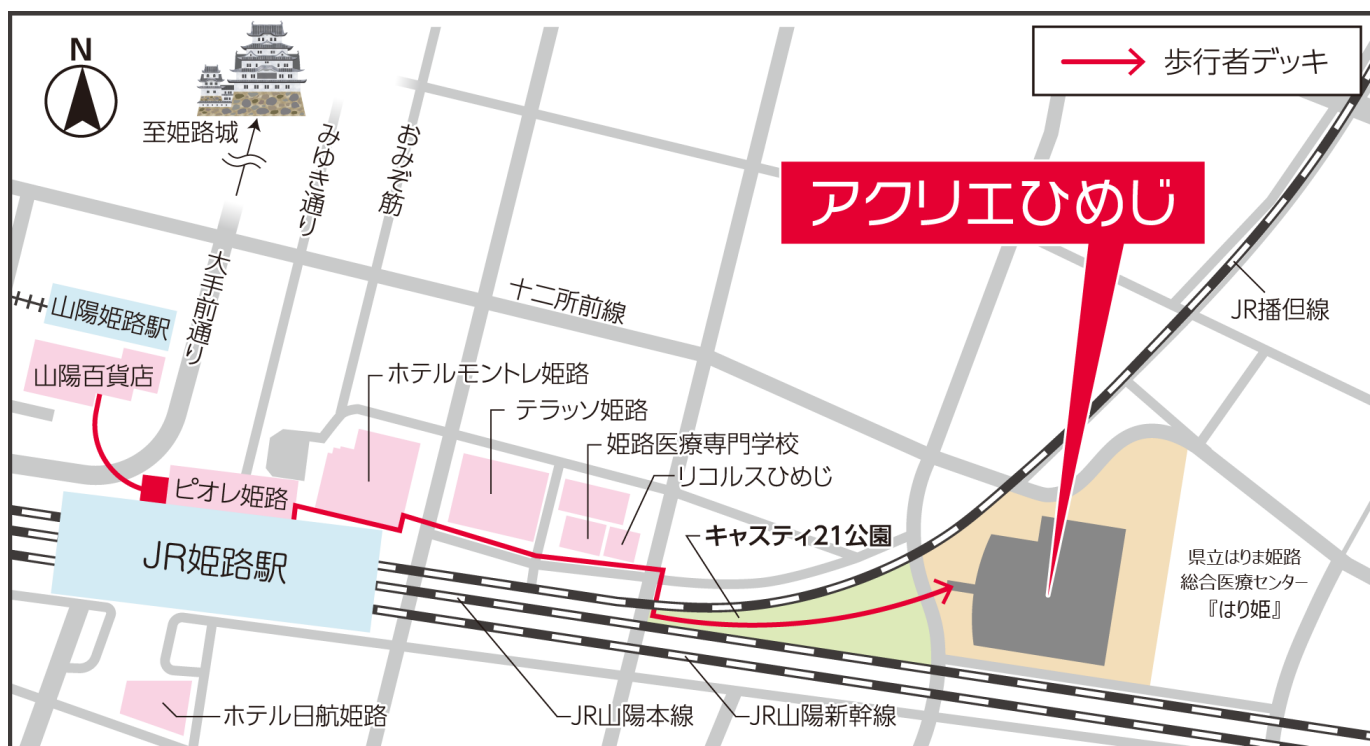 N
歩行者デッキ
至姫路城
みゆき通り
おみぞ筋
アクリエひめじ
大手前通り
十二所前線
JR播但線
山陽姫路駅
山陽百貨店
ホテルモントレ姫路
テラッソ姫路
姫路医療専門学校
リコルスひめじ
ピオレ姫路
キャスティ21公園
JR姫路駅
県立はりま姫路
総合医療センター
『はり姫』
ホテル日航姫路
JR山陽本線
JR山陽新幹線